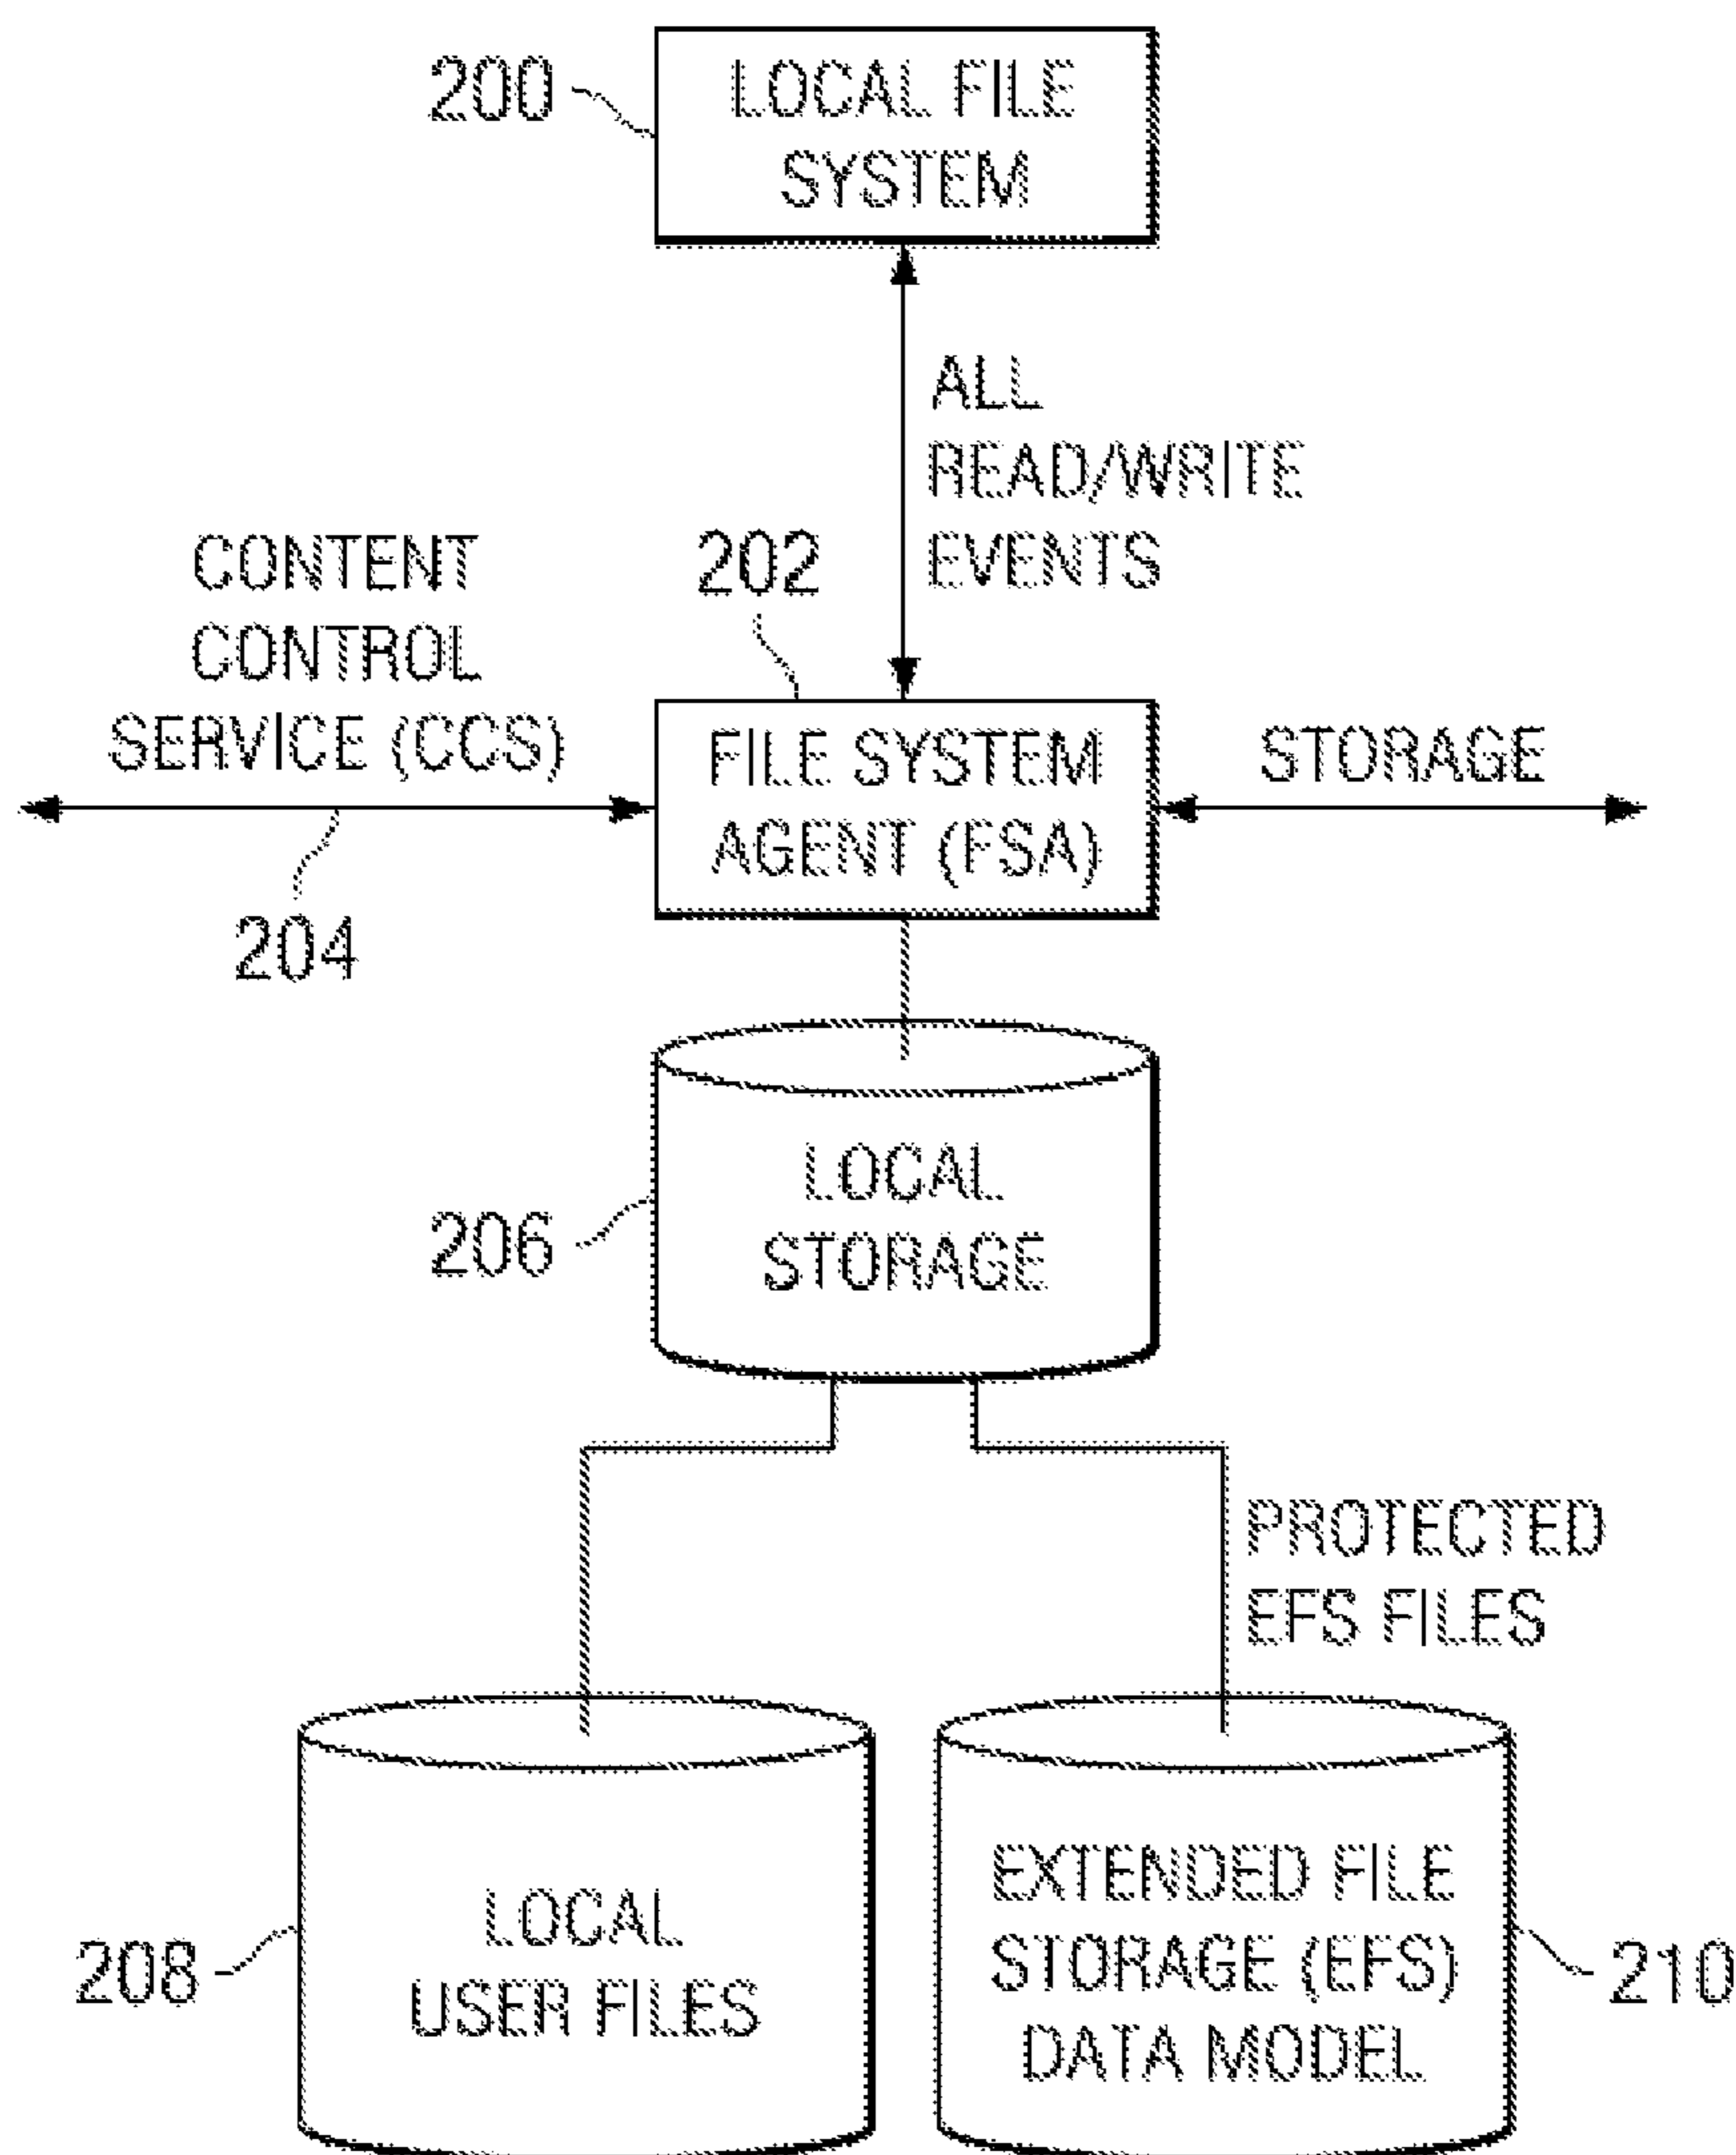 200
LOCAL FILE
SYSTEM
ALL
READ/WRITE
EVENTS
CONTENT
CONTROL
SERVICE (CCS)
202
FILE SYSTEM
AGENT (FSA)
STORAGE
204
LOCAL
STORAGE
206
PROTECTED
EFS FILES
LOCAL
USER FILES
208
EXTENDED FILE
STORAGE (EFS)
DATA MODEL
210